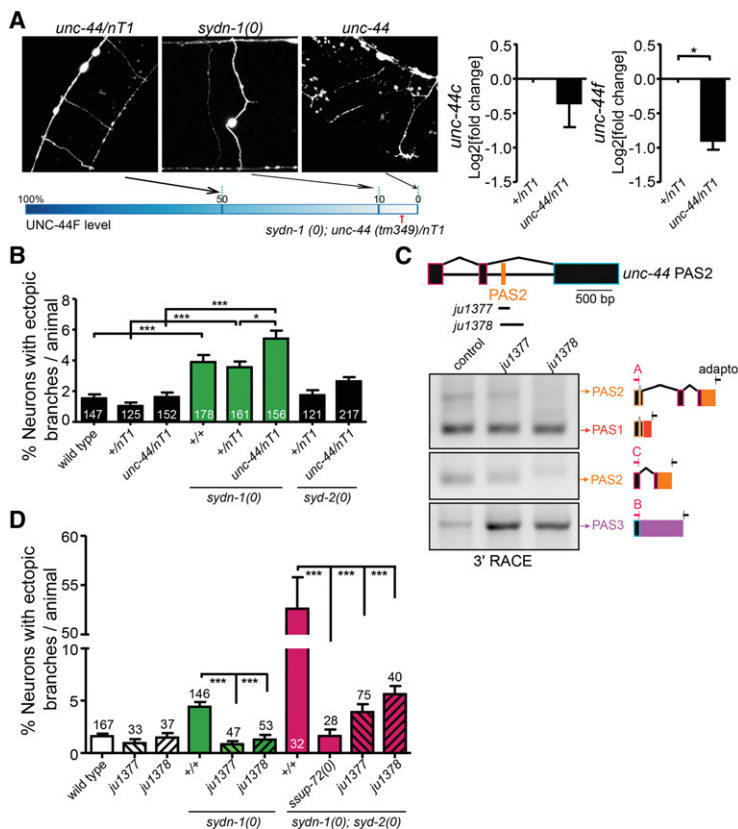 A
unc-44/nT1
sydn-1(0)
unc-44
100%
50
10
0
UNC-44F level
sydn-1 (0); unc-44 (tm349)/nT1
unc-44c
Log2[fold change]
0.0
-0.5
-1.0
-1.5
+/nT1
unc-44/nT1
unc-44f
Log2[fold change]
*
0.0
-0.5
-1.0
-1.5
+/nT1
unc-44/nT1
B
% Neurons with ectopic
branches / animal
8
6
4
2
0
***
***
***
*
147
125
152
178
161
156
121
217
wild type
+/nT1
unc-44/nT1
+/+
+/nT1
unc-44/nT1
+/nT1
unc-44/nT1
sydn-1(0)
syd-2(0)
C
unc-44 PAS2
PAS2
500 bp
ju1377
ju1378
control
ju1377
ju1378
PAS2
PAS1
PAS2
PAS3
A
adapto
C
B
3' RACE
D
% Neurons with ectopic
branches / animal
60
55
50
10
5
0
***
***
***
***
***
167
33
37
146
47
53
32
28
75
40
wild type
ju1377
ju1378
+/+
ju1377
ju1378
+/+
ssup-72(0)
ju1377
ju1378
sydn-1(0)
sydn-1(0); syd-2(0)